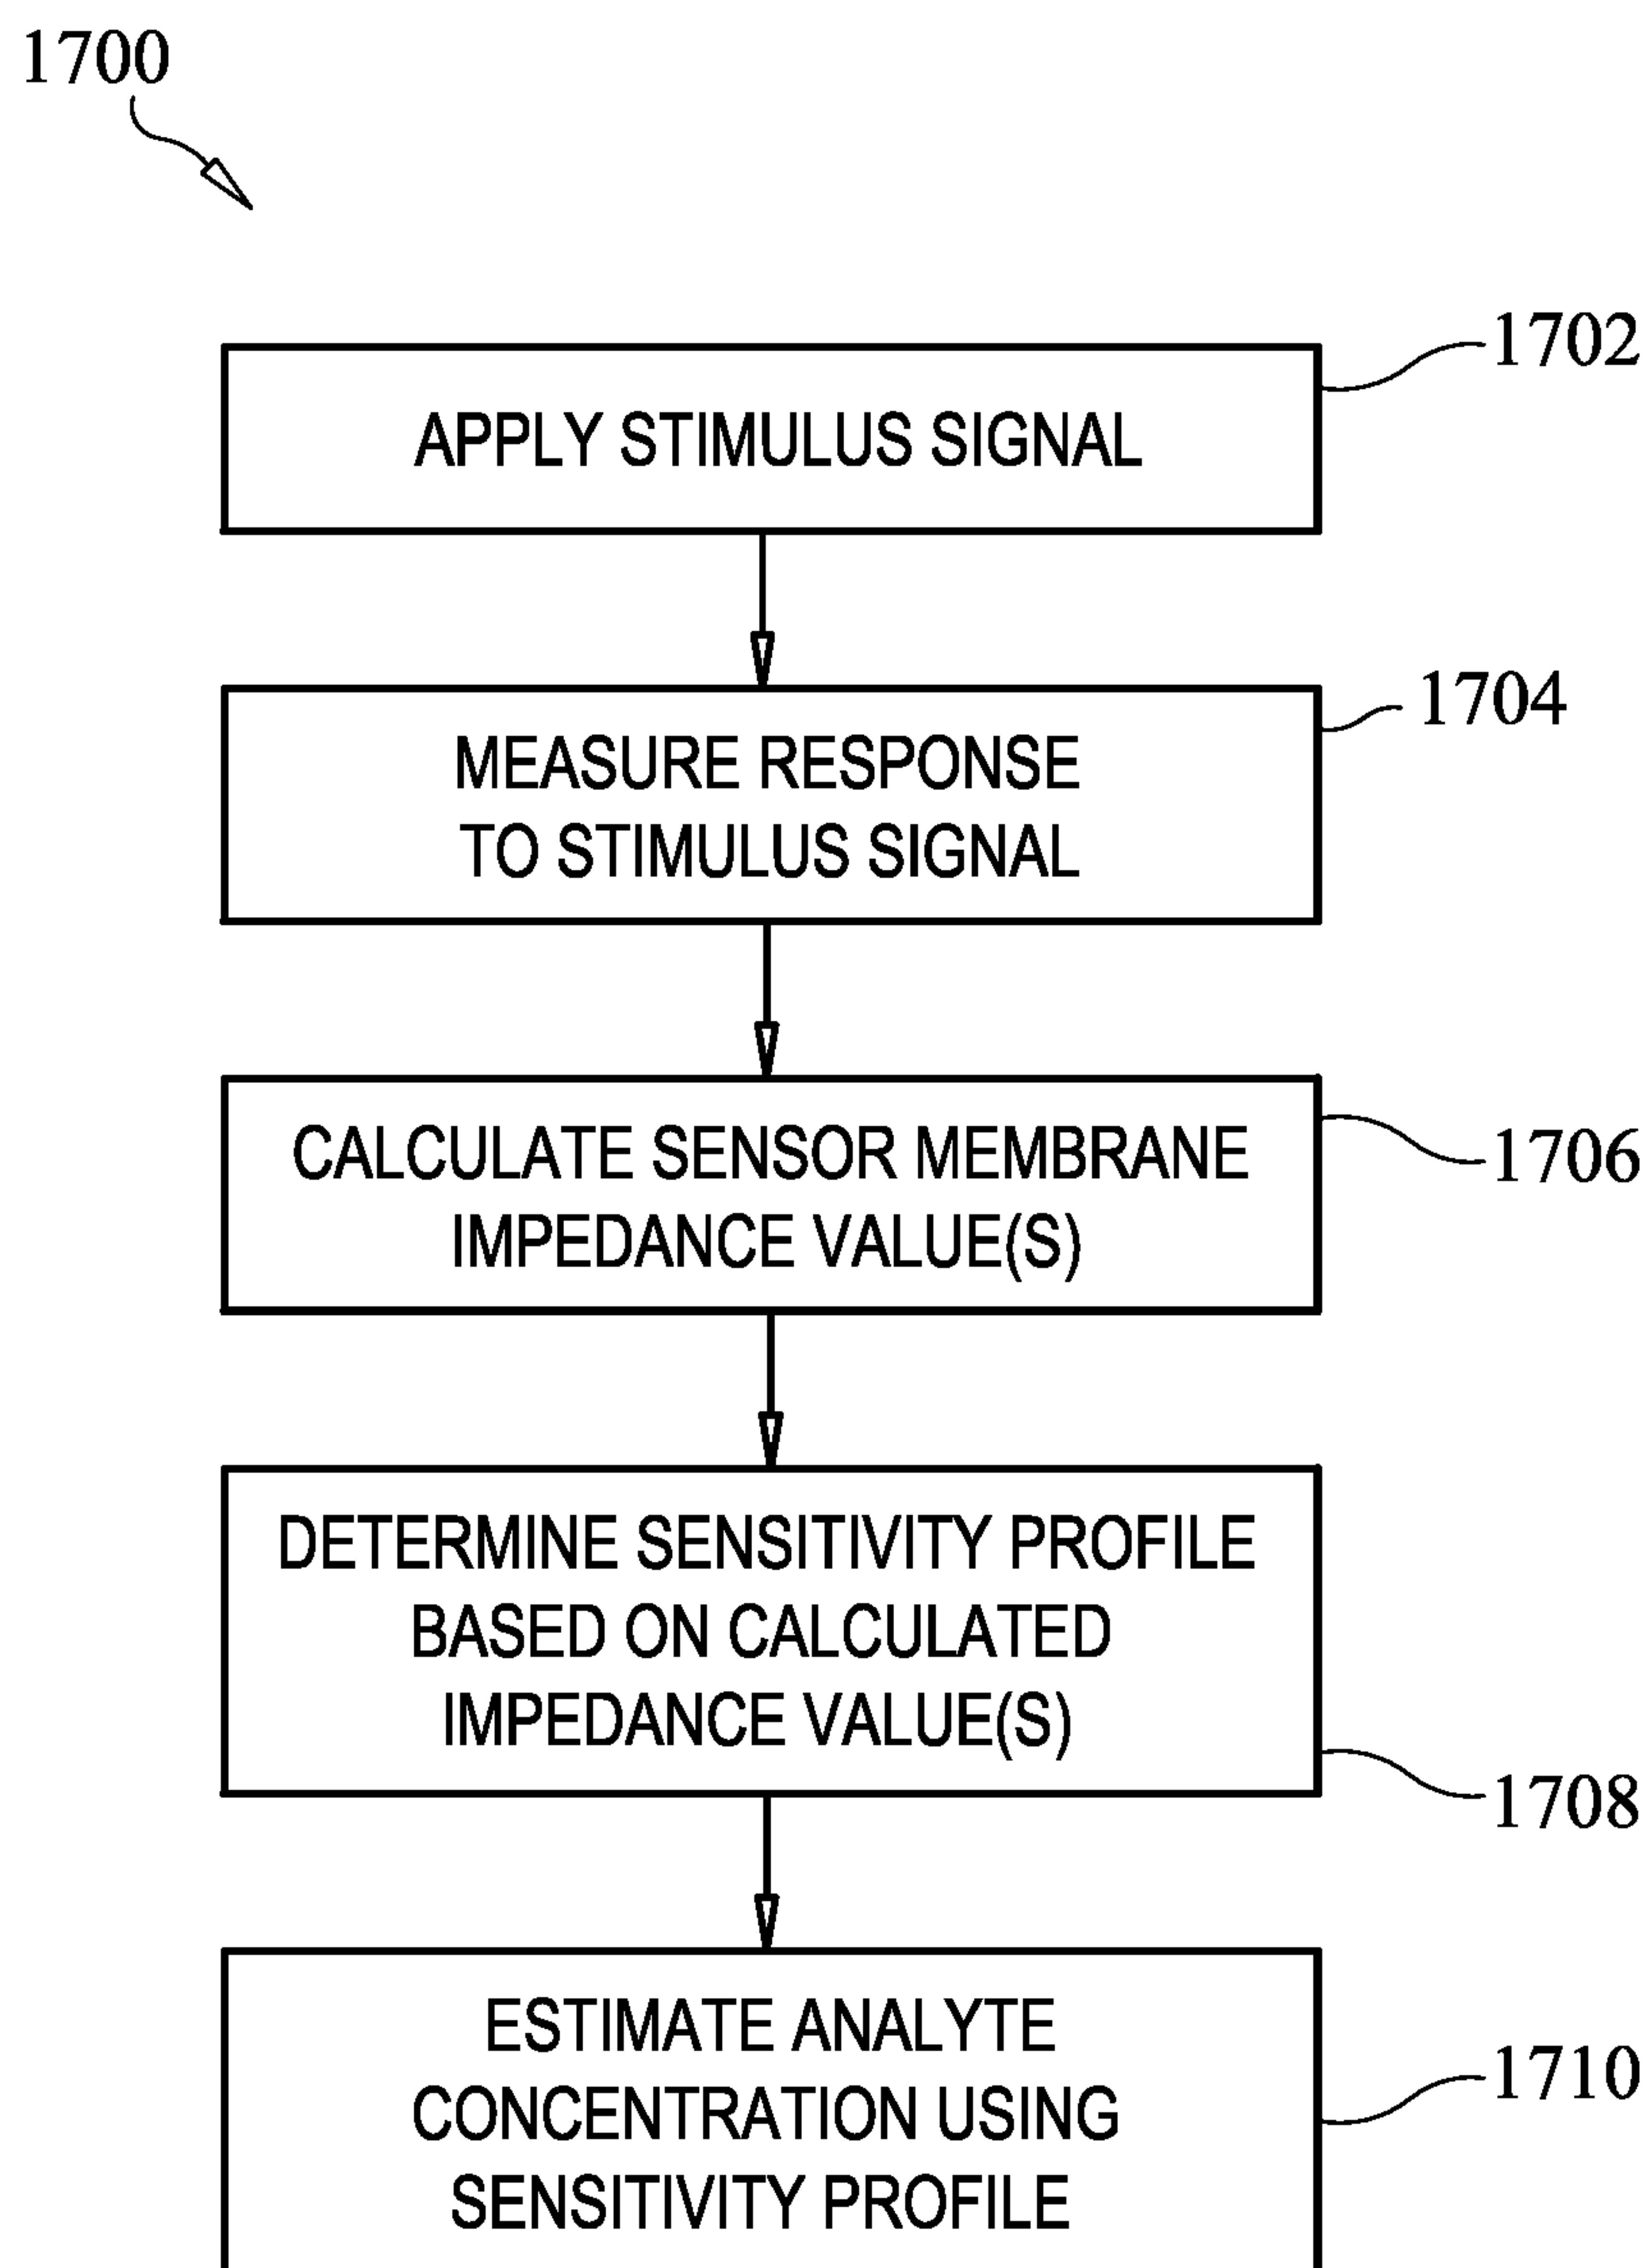 1700
1702
APPLY STIMULUS SIGNAL
1704
MEASURE RESPONSE
TO STIMULUS SIGNAL
CALCULATE SENSOR MEMBRANE
IMPEDANCE VALUE(S)
1706
DETERMINE SENSITIVITY PROFILE
BASED ON CALCULATED
IMPEDANCE VALUE(S)
1708
ESTIMATE ANALYTE
CONCENTRATION USING
SENSITIVITY PROFILE
1710